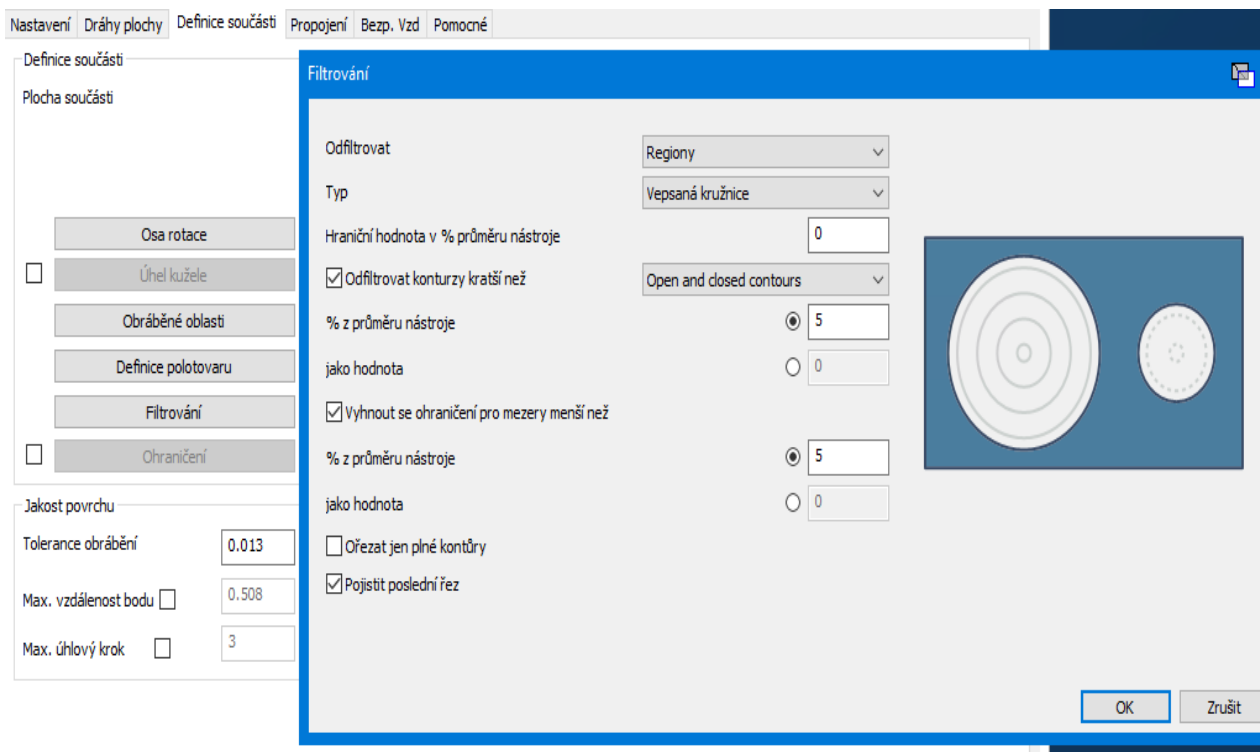 Nastavení Dráhy plochy Definice součásti Propojení Bezp. Vzd Pomocné
Definice součásti
Plocha součásti
Osa rotace
Úhel kužele
Obráběné oblasti
Definice polotovaru
Filtrování
Ohraničení
Jakost povrchu
Tolerance obrábění 0.013
Max. vzdálenost bodu 0.508
Max. úhlový krok 3
Filtrování
Odfiltrovat Regiony
Typ Vepsaná kružnice
Hraniční hodnota v % průměru nástroje 0
Odfiltrovat konturzy kratší než Open and closed contours
% z průměru nástroje 5
jako hodnota 0
Vyhnout se ohraničení pro mezery menší než
% z průměru nástroje 5
jako hodnota 0
Ořezat jen plné kontůry
Pojistit poslední řez
OK Zrušit